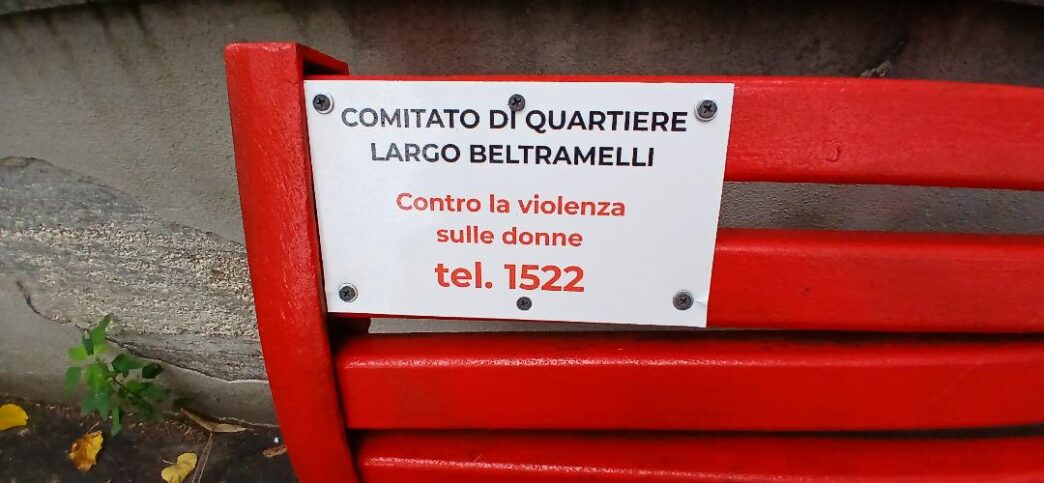 COMITATO DI QUARTIERE
LARGO BELTRAMELLI
Contro la violenza
sulle donne
tel. 1522